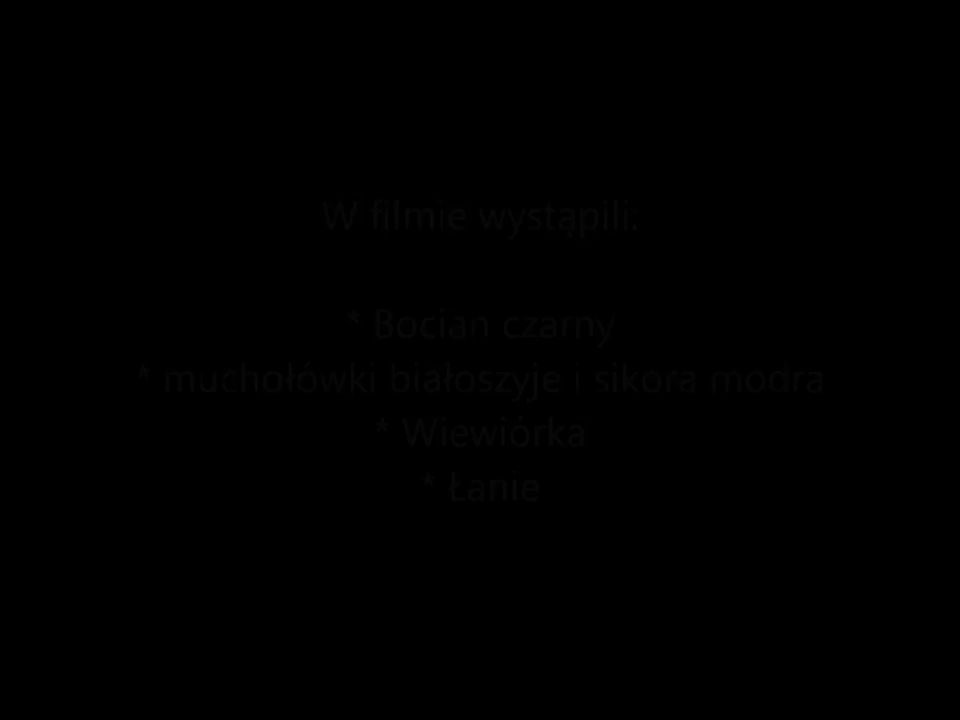 W filmie wystąpili:
* Bocian czarny
* muchołówki białoszyje i sikora modra
* Wiewiórka
* Łanie